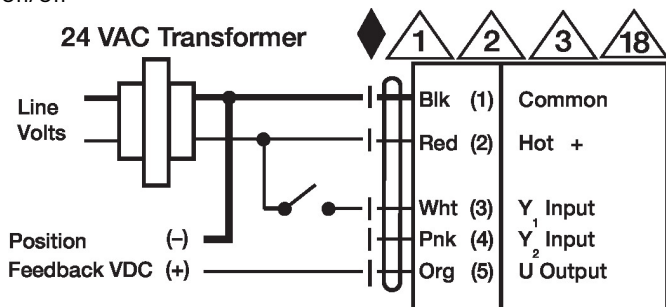 24 VAC Transformer
1 2 3 18
Line
Volts
Blk (1) Common
Red (2) Hot +
Wht (3) Y1 Input
Position (–) Pnk (4) Y2 Input
Feedback VDC (+) Org (5) U Output